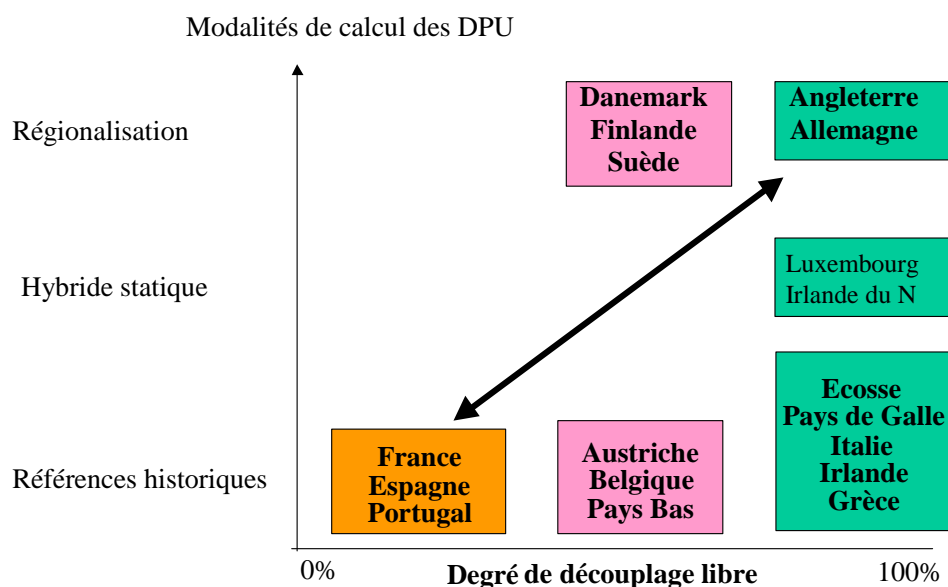 Modalités de calcul des DPU
Régionalisation
Danemark
Finlande
Suède
Angleterre
Allemagne
Hybride statique
Luxembourg
Irlande du N
Référénces historiques
France
Espagne
Portugal
Austriche
Belgique
Pays Bas
Ecosse
Pays de Galle
Italie
Irlande
Grèce
0%
Degré de découplage libre
100%